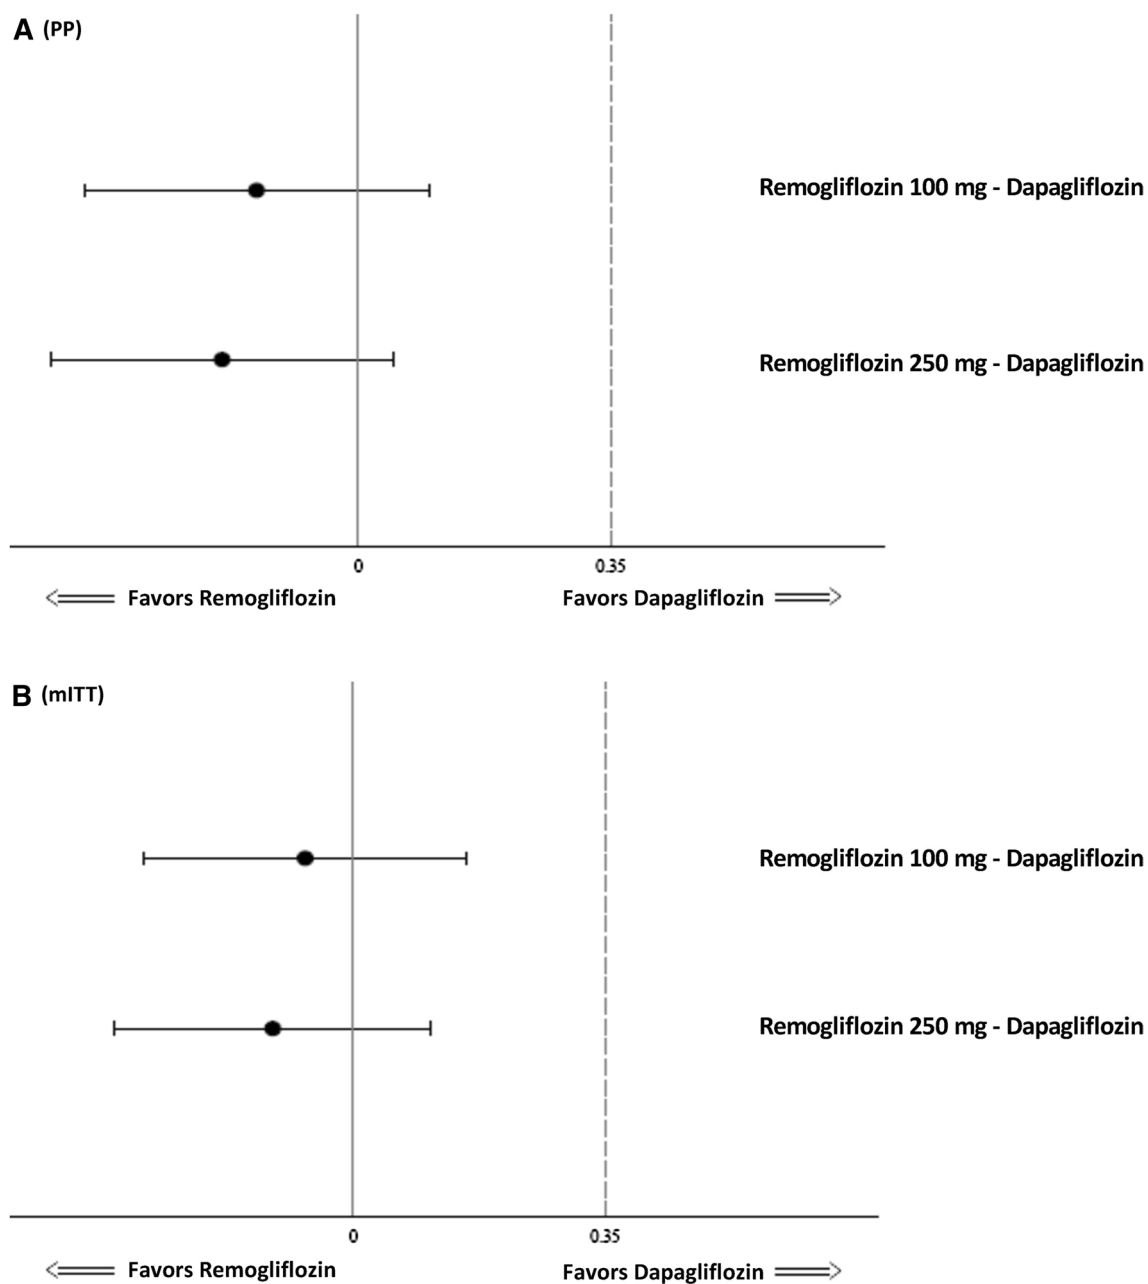 A (PP)
Remogliflozin 100 mg - Dapagliflozin
Remogliflozin 250 mg - Dapagliflozin
0 0.35
Favors Remogliflozin Favors Dapagliflozin
B (mITT)
Remogliflozin 100 mg - Dapagliflozin
Remogliflozin 250 mg - Dapagliflozin
0 0.35
Favors Remogliflozin Favors Dapagliflozin